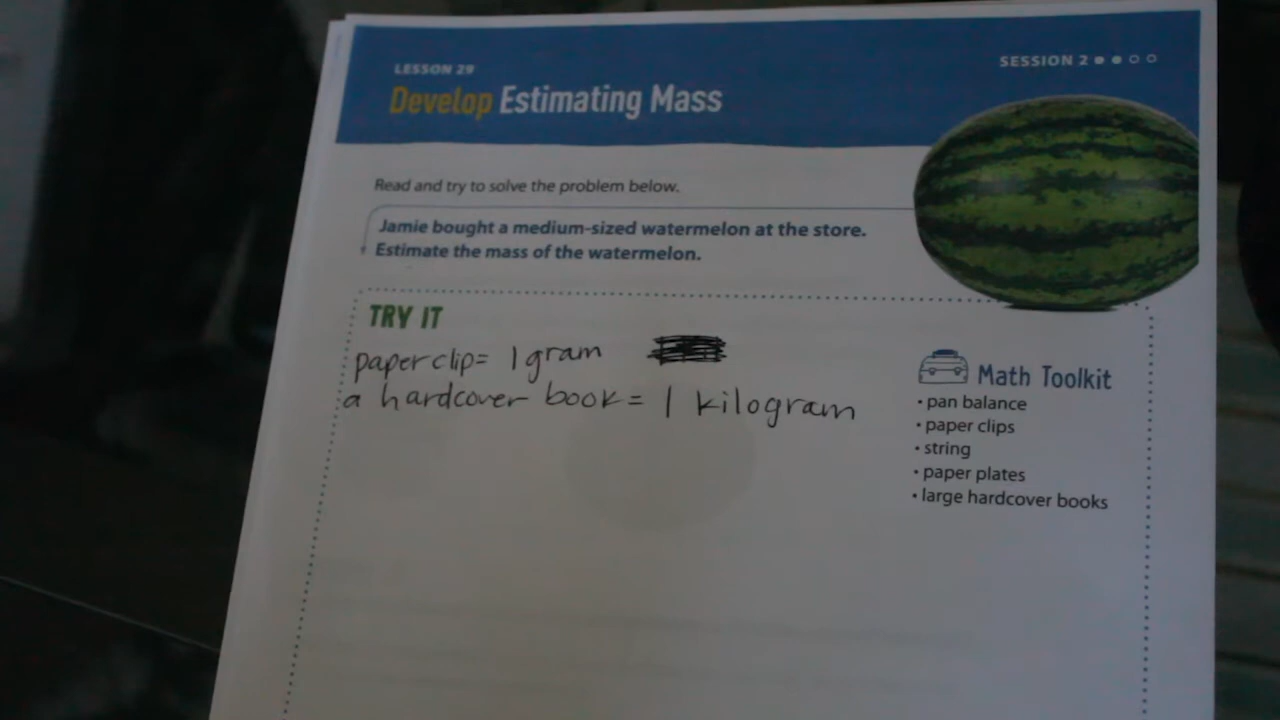 LESSON 29
SESSION 2
Develop Estimating Mass
Read and try to solve the problem below.
Jamie bought a medium-sized watermelon at the store.
Estimate the mass of the watermelon.
TRY IT
paperclip= 1 gram
a hardcover book= 1 kilogram
Math Toolkit
• pan balance
• paper clips
• string
• paper plates
• large hardcover books